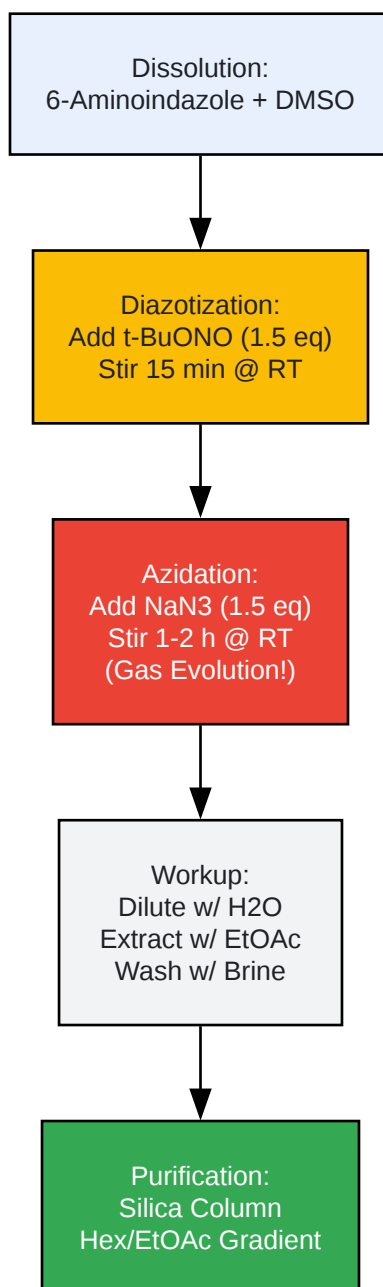 Dissolution:
6-Aminoindazole + DMSO
Diazotization:
Add t-BuONO (1.5 eq)
Stir 15 min @ RT
Azidation:
Add NaN3 (1.5 eq)
Stir 1-2 h @ RT
(Gas Evolution!)
Workup:
Dilute w/ H2O
Extract w/ EtOAc
Wash w/ Brine
Purification:
Silica Column
Hex/EtOAc Gradient